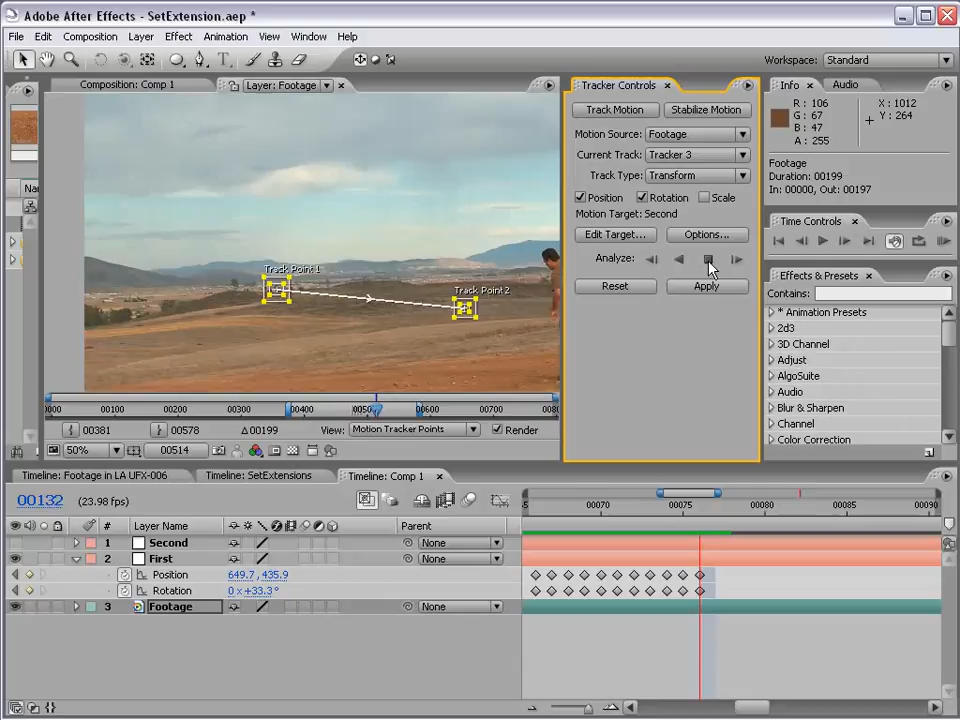 Adobe After Effects - SetExtension.aep *
File Edit Composition Layer Effect Animation View Window Help
Workspace: Standard
Composition: Comp 1
Layer: Footage
Tracker Controls
Info
Audio
Track Motion
Stabilize Motion
Motion Source: Footage
Current Track: Tracker 3
Track Type: Transform
Position
Rotation
Scale
Motion Target: Second
Edit Target...
Options...
Analyze:
Reset
Apply
R : 106
G : 67
B : 47
A : 255
X : 1012
Y : 264
Footage
Duration: 00199
In: 00000, Out: 00197
Time Controls
Effects & Presets
Contains:
* Animation Presets
2d3
3D Channel
Adjust
AlgoSuite
Audio
Blur & Sharpen
Channel
Color Correction
Track Point 1
Track Point 2
0000 00100 00200 00300 00400 00500 00600 00700
00381
00578
Δ00199
View: Motion Tracker Points
Render
50%
00514
Timeline: Footage in LA UFX-006
Timeline: SetExtensions
Timeline: Comp 1
00132
(23.98 fps)
00070 00075 00080 00085 00090
# Layer Name
Parent
1 Second
None
2 First
None
Position
649.7, 435.9
Rotation
0 x+33.3 °
3 Footage
None